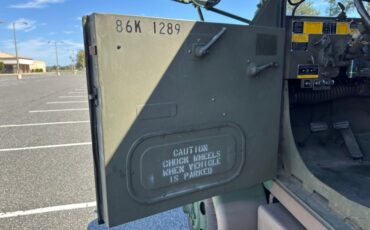 86K 1289
CAUTION
CHOCK WHEELS
WHEN VEHICLE
IS PARKED